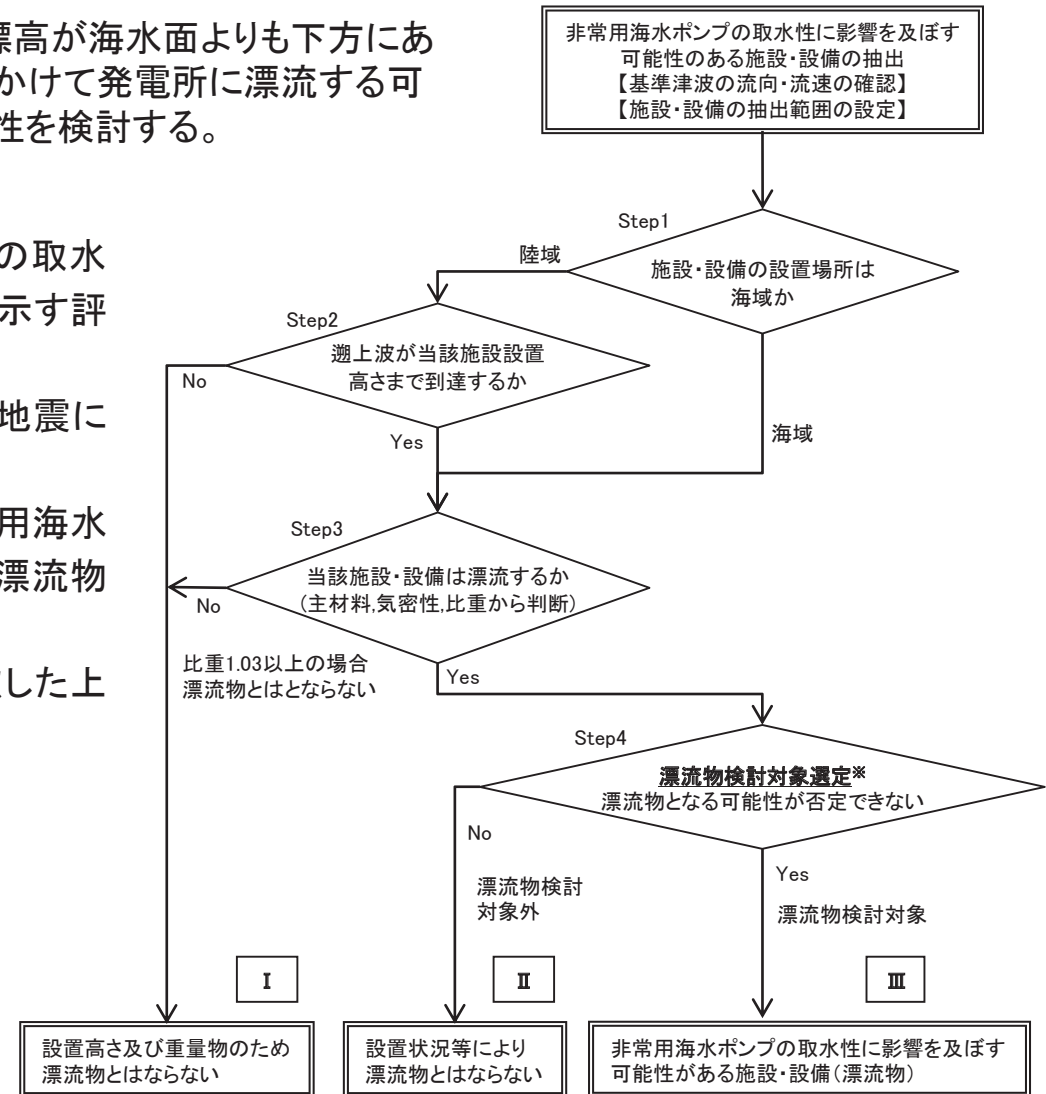 標高が海水面よりも下方にあ
かけて発電所に漂流する可
性を検討する。
の取水
示す評
地震に
用海水
漂流物
した上
非常用海水ポンプの取水性に影響を及ぼす
可能性のある施設・設備の抽出
【基準津波の流向・流速の確認】
【施設・設備の抽出範囲の設定】
Step1
施設・設備の設置場所は
海域か
陸域
海域
Step2
遡上波が当該施設設置
高さまで到達するか
No
Yes
Step3
当該施設・設備は漂流するか
(主材料,気密性,比重から判断)
No
比重1.03以上の場合
漂流物とはとならない
Yes
Step4
漂流物検討対象選定※
漂流物となる可能性が否定できない
No
漂流物検討
対象外
Yes
漂流物検討対象
Ⅰ
Ⅱ
Ⅲ
設置高さ及び重量物のため
漂流物とはならない
設置状況等により
漂流物とはならない
非常用海水ポンプの取水性に影響を及ぼす
可能性がある施設・設備(漂流物)